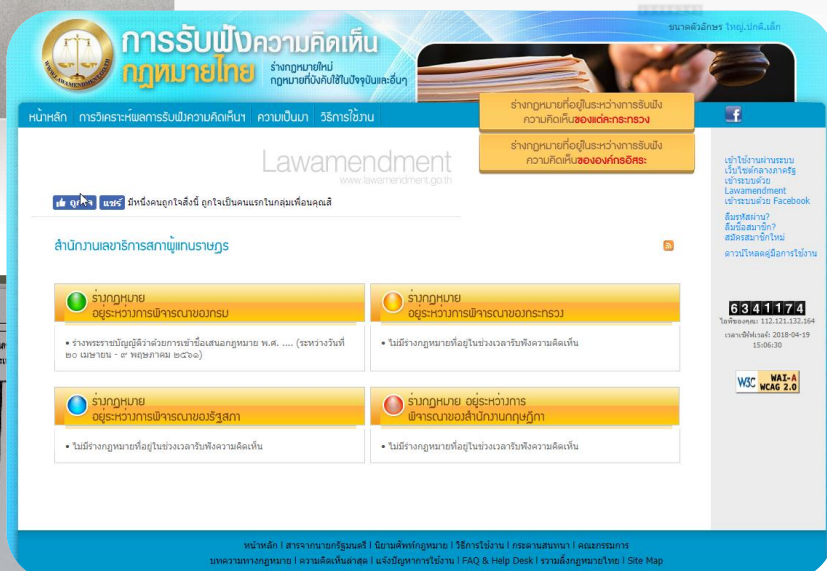 ขนาดตัวอักษร ใหญ่.ปกติ.เล็ก
การรับฟังความคิดเห็น
กฎหมายไทย
ร่างกฎหมายใหม่
กฎหมายที่บังคับใช้ในปัจจุบันและอื่นๆ
WWW.LAWAMENDMENT.GO.TH
หน้าหลัก การวิเคราะห์ผลการรับฟังความคิดเห็นฯ ความเป็นมา วิธีการใช้งาน
ร่างกฎหมายที่อยู่ในระหว่างการรับฟัง
ความคิดเห็นของแต่ละกระทรวง
ร่างกฎหมายที่อยู่ในระหว่างการรับฟัง
ความคิดเห็นขององค์กรอิสระ
f
Lawamendment
www.lawamendment.go.th
ถูกใจ แชร์ มีหนึ่งคนถูกใจสิ่งนี้ ถูกใจเป็นคนแรกในกลุ่มเพื่อนคุณสิ
สำนักงานเลขาธิการสภาผู้แทนราษฎร
ร่างกฎหมาย
อยู่ระหว่างการพิจารณาของกรม
• ร่างพระราชบัญญัติว่าด้วยการเข้าชื่อเสนอกฎหมาย พ.ศ. .... (ระหว่างวันที่
๒๐ เมษายน - ๙ พฤษภาคม ๒๕๖๑)
ร่างกฎหมาย
อยู่ระหว่างการพิจารณาของกระทรวง
• ไม่มีร่างกฎหมายที่อยู่ในช่วงเวลารับฟังความคิดเห็น
ร่างกฎหมาย
อยู่ระหว่างการพิจารณาของรัฐสภา
• ไม่มีร่างกฎหมายที่อยู่ในช่วงเวลารับฟังความคิดเห็น
ร่างกฎหมาย อยู่ระหว่างการ
พิจารณาของสำนักงานกฤษฎีกา
• ไม่มีร่างกฎหมายที่อยู่ในช่วงเวลารับฟังความคิดเห็น
เข้าใช้งานผ่านระบบ
เว็บไซต์กลางภาครัฐ
เข้าระบบด้วย
Lawamendment
เข้าระบบด้วย Facebook
ลืมรหัสผ่าน?
ลืมชื่อสมาชิก?
สมัครสมาชิกใหม่
ดาวน์โหลดคู่มือการใช้งาน
6341174
ไอพีของคุณ: 112.121.132.164
เวลาเซิร์ฟเวอร์: 2018-04-19
15:06:30
W3C WAI-A
WCAG 2.0
หน้าหลัก | สารจากนายกรัฐมนตรี | นิยามศัพท์กฎหมาย | วิธีการใช้งาน | กระดานสนทนา | คณะกรรมการ
บทความทางกฎหมาย | ความคิดเห็นล่าสุด | แจ้งปัญหาการใช้งาน | FAQ & Help Desk | รวามลิ้งกฎหมายไทย | Site Map